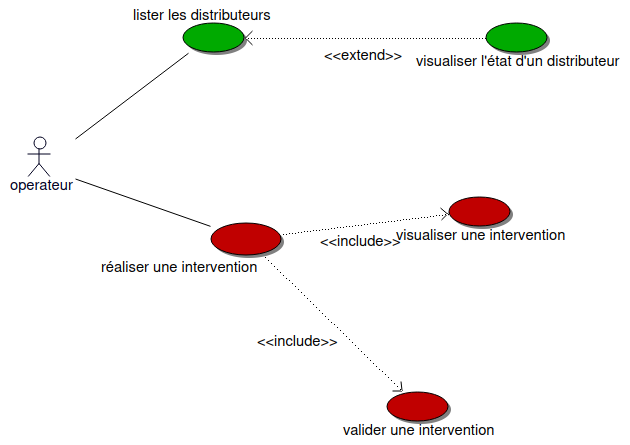 lister les distributeurs
<<extend>>
visualiser l'état d'un distributeur
operateur
visualiser une intervention
<<include>>
réaliser une intervention
<<include>>
valider une intervention